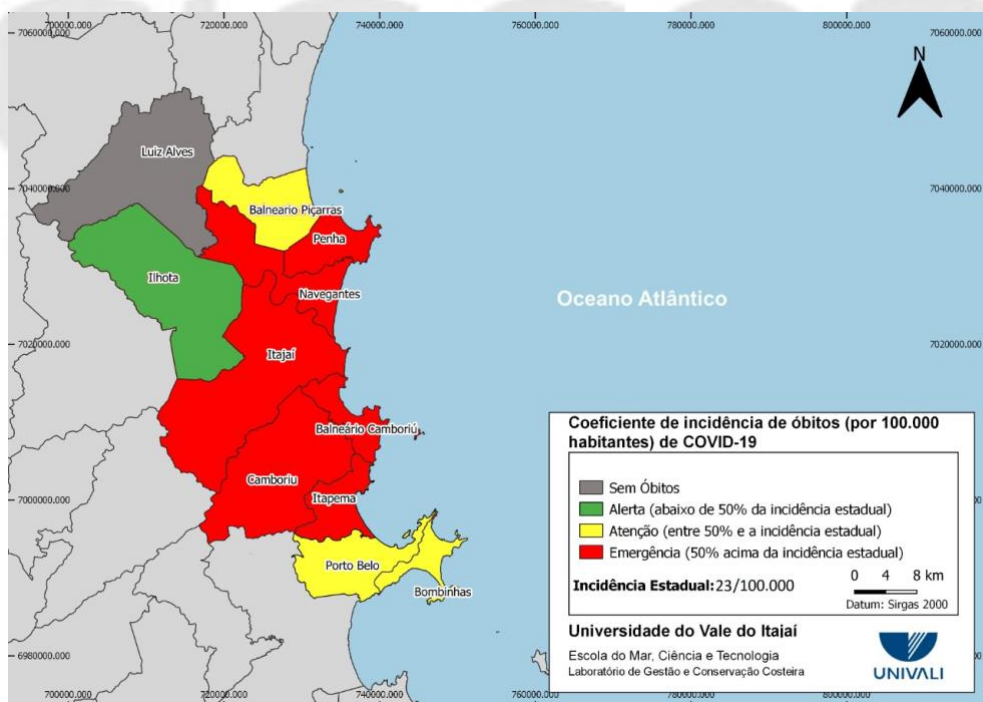 700000.000 720000.000 740000.000 760000.000 780000.000 800000.000
7060000.000 7060000.000
N
Luiz Alves
7040000.000 7040000.000
Balneario Piçarras
Penha
Ilhota
Navegantes
Oceano Atlântico
7020000.000 7020000.000
Itajaí
Balneário Camboriú
Camboriu
Itapema
7000000.000
Porto Belo
Bombinhas
6980000.000 6980000.000
Coeficiente de incidência de óbitos (por 100.000
habitantes) de COVID-19
Sem Óbitos
Alerta (abaixo de 50% da incidência estadual)
Atenção (entre 50% e a incidência estadual)
Emergência (50% acima da incidência estadual)
Incidência Estadual:23/100.000
0 4 8 km
Datum: Sirgas 2000
Universidade do Vale do Itajaí
Escola do Mar, Ciência e Tecnologia
Laboratório de Gestão e Conservação Costeira
UNIVALI
700000.000 720000.000 740000.000 760000.000 780000.000 800000.000